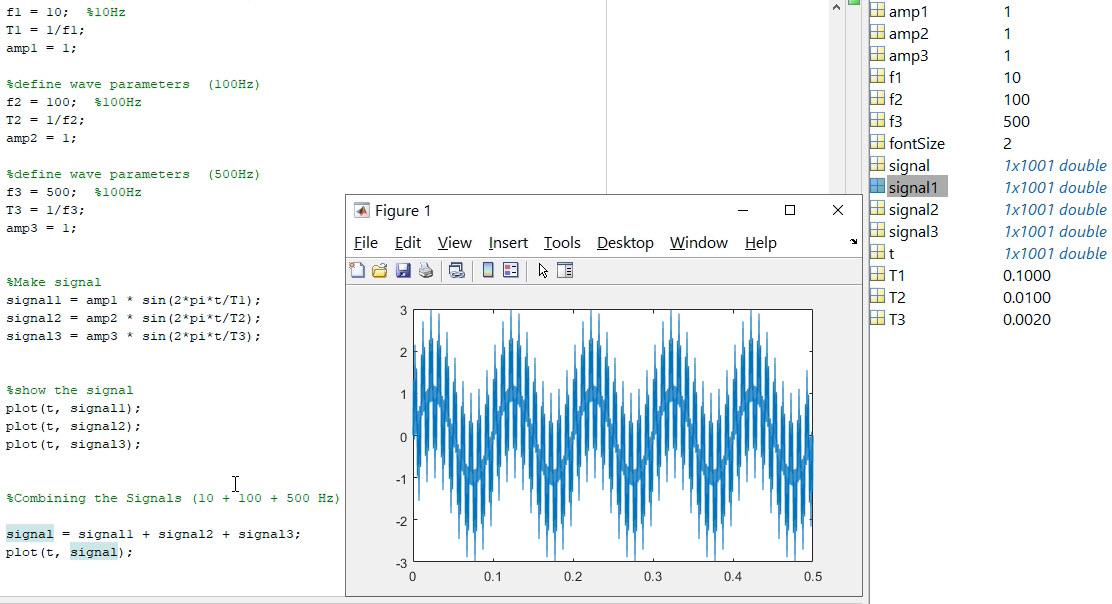 f1 = 10;  %10Hz
T1 = 1/f1;
amp1 = 1;
%define wave parameters  (100Hz)
f2 = 100;  %100Hz
T2 = 1/f2;
amp2 = 1;
%define wave parameters  (500Hz)
f3 = 500;  %100Hz
T3 = 1/f3;
amp3 = 1;
%Make signal
signal1 = amp1 * sin(2*pi*t/T1);
signal2 = amp2 * sin(2*pi*t/T2);
signal3 = amp3 * sin(2*pi*t/T3);
%show the signal
plot(t, signal1);
plot(t, signal2);
plot(t, signal3);
%Combining the Signals (10 + 100 + 500 Hz)
signal = signal1 + signal2 + signal3;
plot(t, signal);
Figure 1
File Edit View Insert Tools Desktop Window Help
3
2
1
0
-1
-2
-3
0 0.1 0.2 0.3 0.4 0.5
amp1 1
amp2 1
amp3 1
f1 10
f2 100
f3 500
fontSize 2
signal 1x1001 double
signal1 1x1001 double
signal2 1x1001 double
signal3 1x1001 double
t 1x1001 double
T1 0.1000
T2 0.0100
T3 0.0020